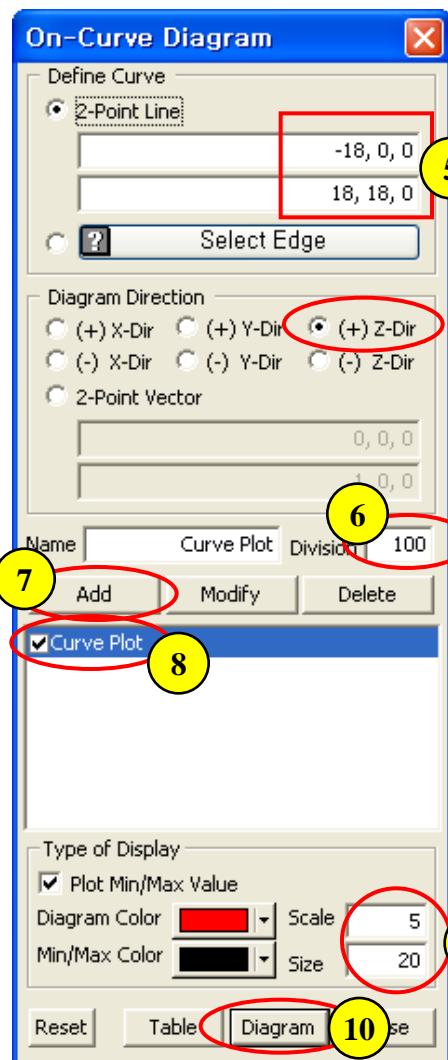 On-Curve Diagram
Define Curve
2-Point Line
-18, 0, 0
5
18, 18, 0
? Select Edge
Diagram Direction
(+) X-Dir (+) Y-Dir (+) Z-Dir
(-) X-Dir (-) Y-Dir (-) Z-Dir
2-Point Vector
0, 0, 0
1, 0, 0
6
Name Curve Plot Division 100
7
Add Modify Delete
Curve Plot
8
Type of Display
Plot Min/Max Value
Diagram Color Scale 5
Min/Max Color Size 20
Reset Table Diagram 10